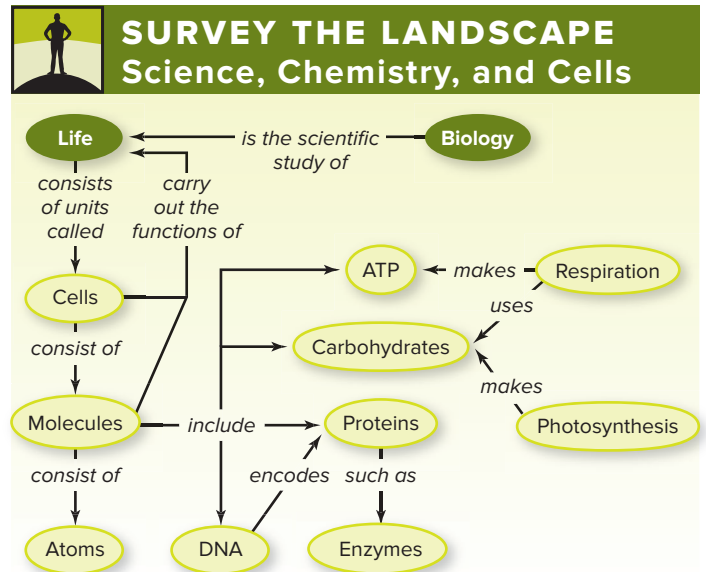 SURVEY THE LANDSCAPE
Science, Chemistry, and Cells
Life
is the scientific
study of
Biology
consists
of units
called
carry
out the
functions of
Cells
ATP
makes
Respiration
uses
consist of
Carbohydrates
makes
Molecules
include
Proteins
Photosynthesis
consist of
encodes
such as
Atoms
DNA
Enzymes